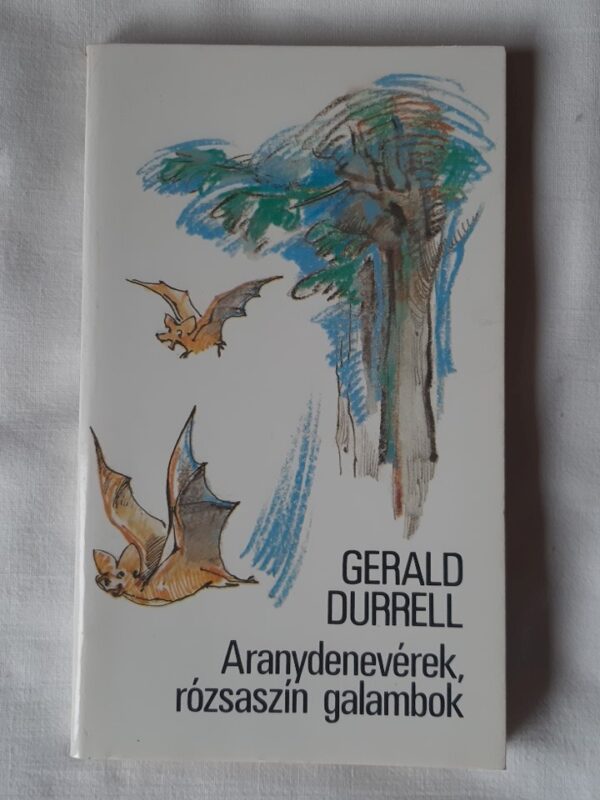 GERALD
DURRELL
Aranydenevérek,
rózsaszín galambok